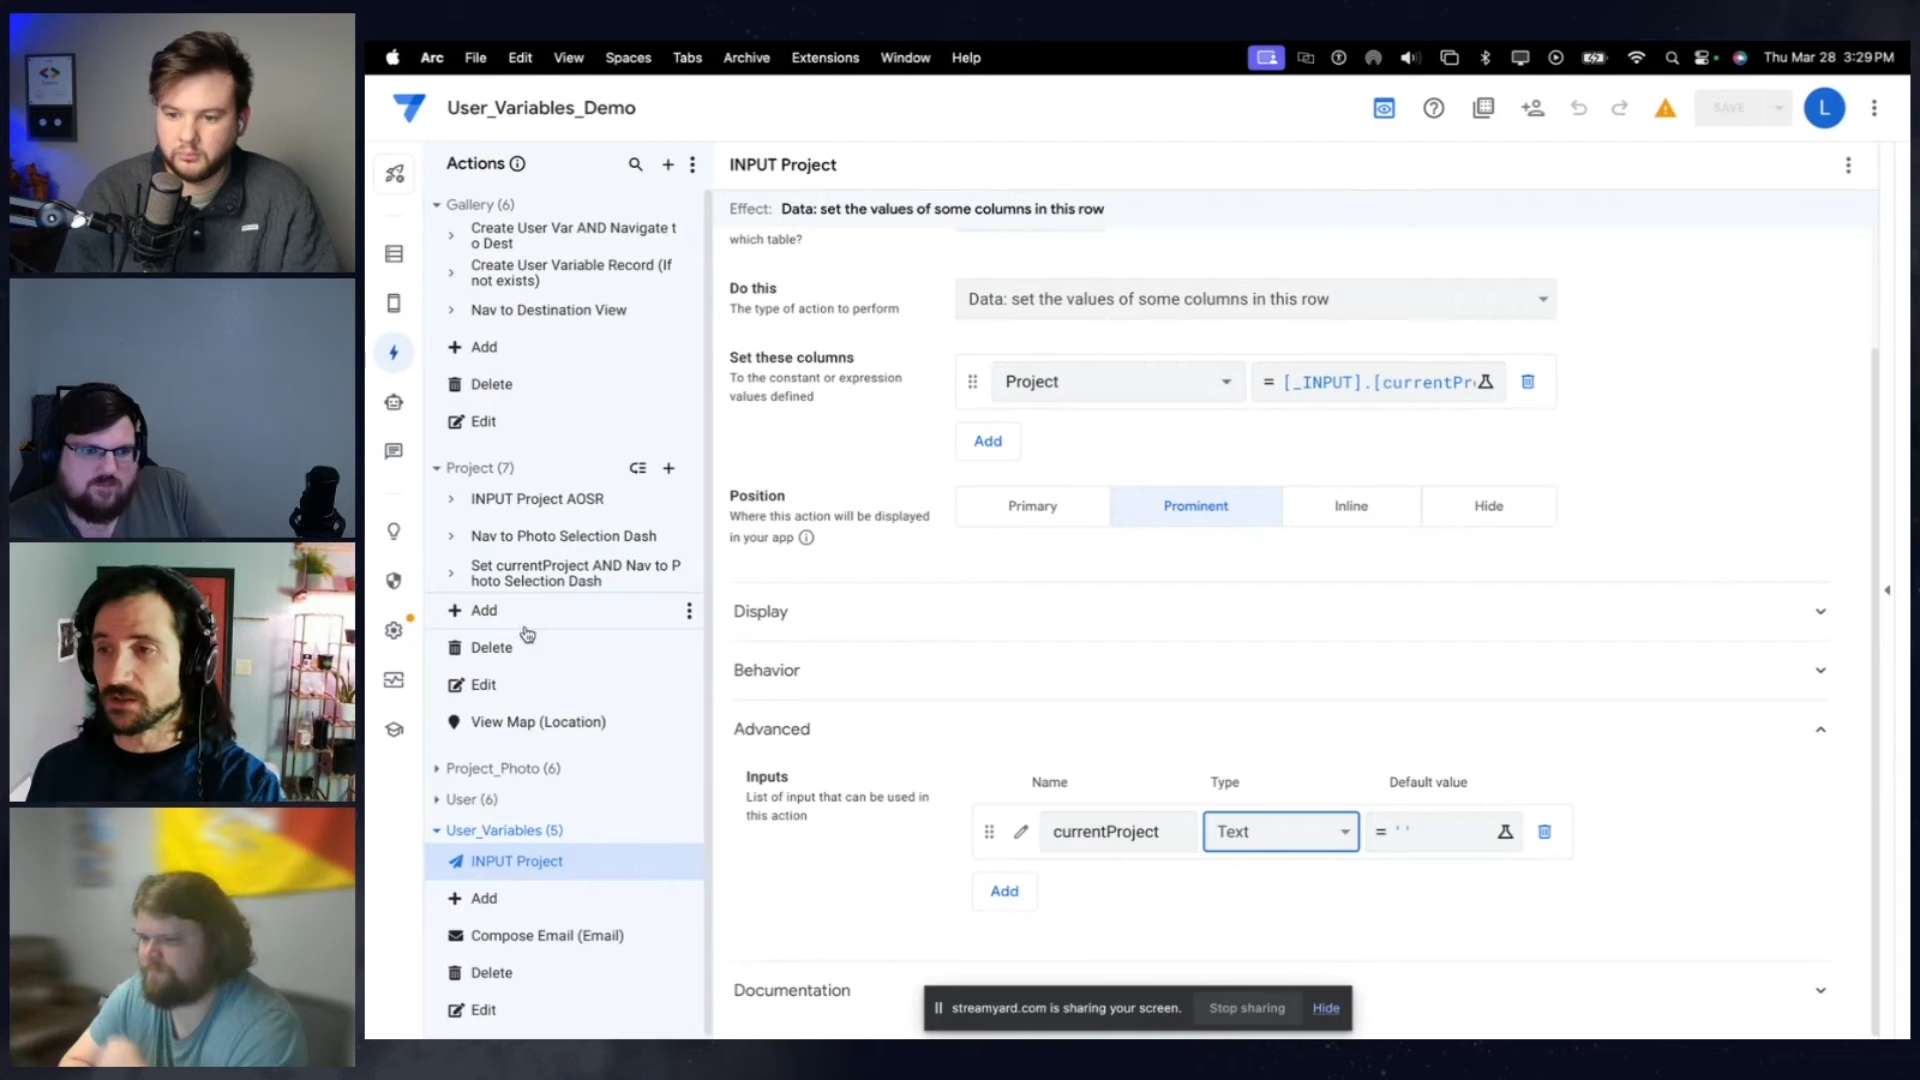 Arc File Edit View Spaces Tabs Archive Extensions Window Help
Thu Mar 28 3:29 PM
User_Variables_Demo
SAVE
L
Actions
Gallery (6)
Create User Var AND Navigate t
o Dest
Create User Variable Record (If
not exists)
Nav to Destination View
Add
Delete
Edit
Project (7)
INPUT Project AOSR
Nav to Photo Selection Dash
Set currentProject AND Nav to P
hoto Selection Dash
Add
Delete
Edit
View Map (Location)
Project_Photo (6)
User (6)
User_Variables (5)
INPUT Project
Add
Compose Email (Email)
Delete
Edit
INPUT Project
Effect: Data: set the values of some columns in this row
which table?
Do this
The type of action to perform
Data: set the values of some columns in this row
Set these columns
To the constant or expression
values defined
Project
= [_INPUT].[currentPr
Add
Position
Where this action will be displayed
in your app
Primary
Prominent
Inline
Hide
Display
Behavior
Advanced
Inputs
List of input that can be used in
this action
Name
Type
Default value
currentProject
Text
= ''
Add
Documentation
streamyard.com is sharing your screen.
Stop sharing
Hide